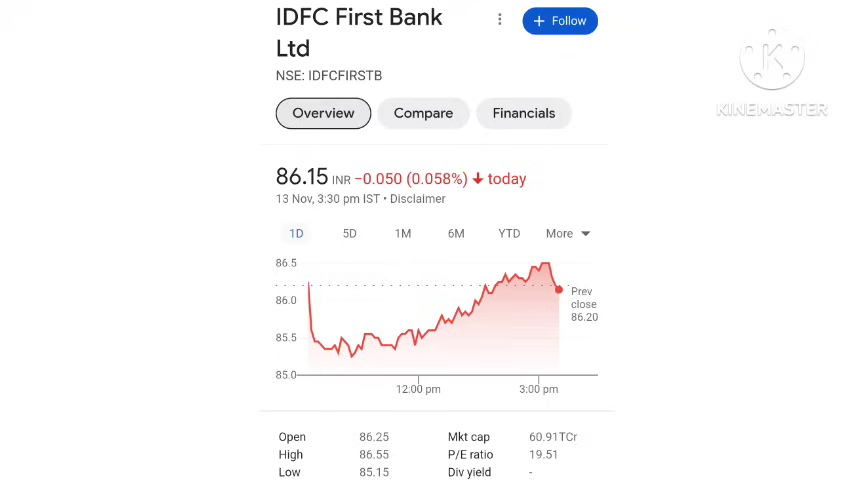 IDFC First Bank
Ltd
+ Follow
NSE: IDFCFIRSTB
Overview Compare Financials
KINEMASTER
86.15 INR −0.050 (0.058%) ↓ today
13 Nov, 3:30 pm IST • Disclaimer
1D 5D 1M 6M YTD More
86.5
86.0
85.5
85.0
Prev
close
86.20
12:00 pm 3:00 pm
Open 86.25 Mkt cap 60.91TCr
High 86.55 P/E ratio 19.51
Low 85.15 Div yield -